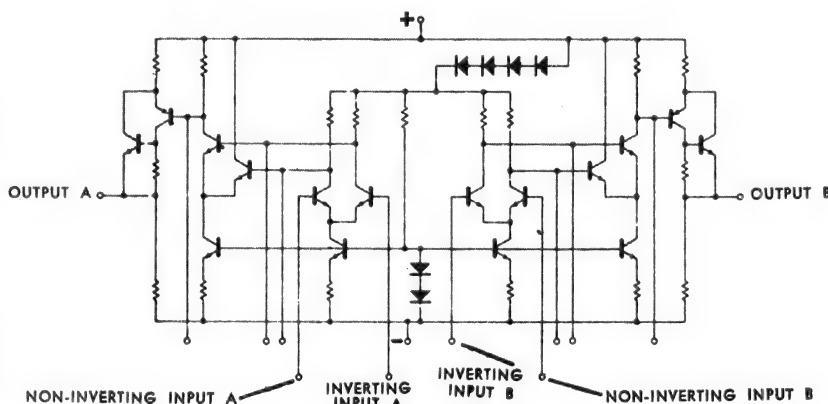 +
OUTPUT A
OUTPUT B
−
NON-INVERTING INPUT A
INVERTING
INPUT A
INVERTING
INPUT B
NON-INVERTING INPUT B